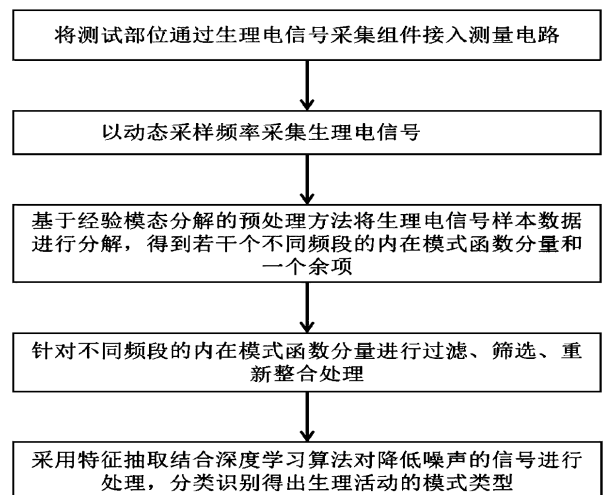 将测试部位通过生理电信号采集组件接入测量电路
以动态采样频率采集生理电信号
基于经验模态分解的预处理方法将生理电信号样本数据
进行分解，得到若干个不同频段的内在模式函数分量和
一个余项
针对不同频段的内在模式函数分量进行过滤、筛选、重
新整合处理
采用特征抽取结合深度学习算法对降低噪声的信号进行
处理，分类识别得出生理活动的模式类型